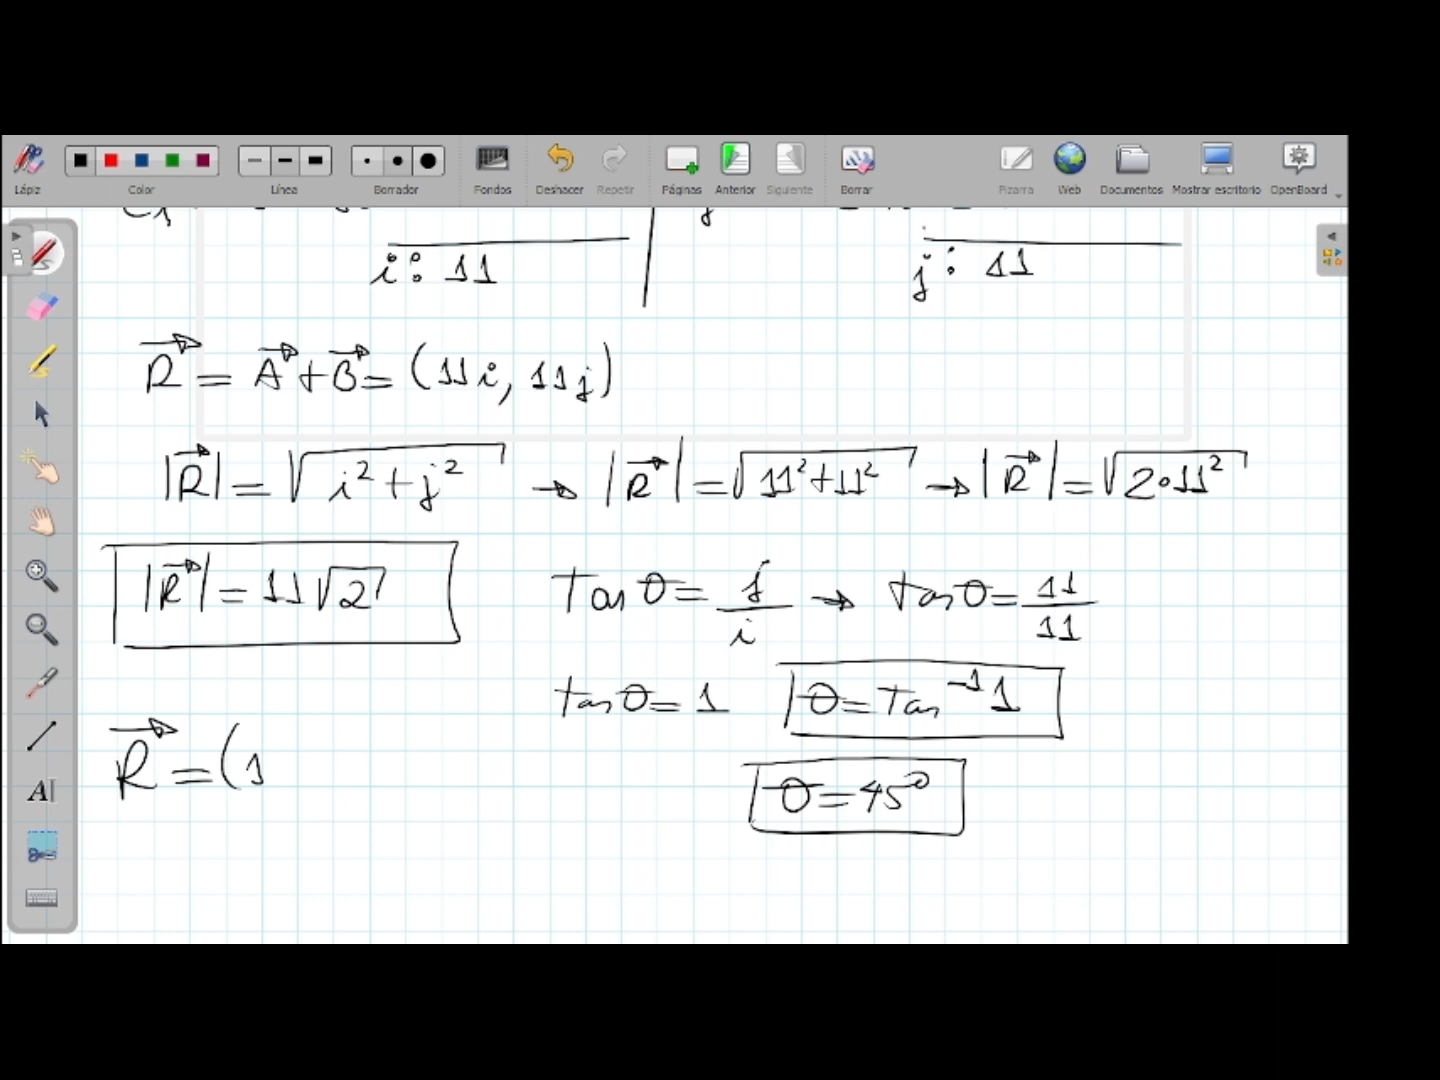 Lápiz Color Línea Borrador Fondos Deshacer Repetir Páginas Anterior Siguiente Borrar Pizarra Web Documentos Mostrar escritorio OpenBoard
i: 11 j: 11
R⃗ = A⃗ + B⃗ = (11i, 11j)
|R⃗| = √(i² + j²) → |R⃗| = √(11² + 11²) → |R⃗| = √(2•11²)
|R⃗| = 11√2 Tan θ = j/i → tan θ = 11/11
tan θ = 1 θ = Tan⁻¹ 1
R⃗ = (1 θ = 45°
A